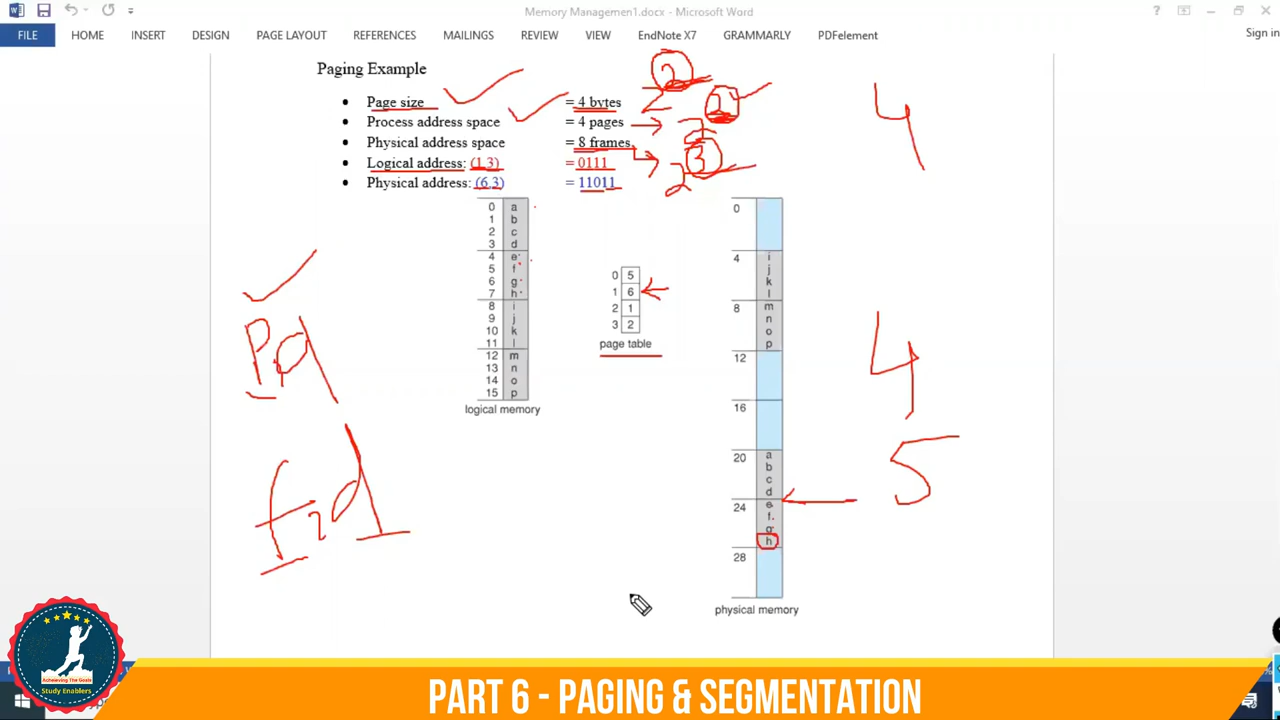 Memory Managemen1.docx - Microsoft Word
Sign in
FILE HOME INSERT DESIGN PAGE LAYOUT REFERENCES MAILINGS REVIEW VIEW EndNote X7 GRAMMARLY PDFelement
Paging Example
• Page size = 4 bytes
• Process address space = 4 pages
• Physical address space = 8 frames
• Logical address: (1,3) = 0111
• Physical address: (6,3) = 11011
2 2
2 2
2 3
4
4
5
P,d
f,d
0 a
1 b
2 c
3 d
4 e
5 f
6 g
7 h
8 i
9 j
10 k
11 l
12 m
13 n
14 o
15 p
logical memory
0 5
1 6
2 1
3 2
page table
0
4 i
j
k
l
8 m
n
o
p
12
16
20 a
b
c
d
24 e
f
g
h
28
physical memory
Achieveing The Goals
Study Enablers
PART 6 - PAGING & SEGMENTATION